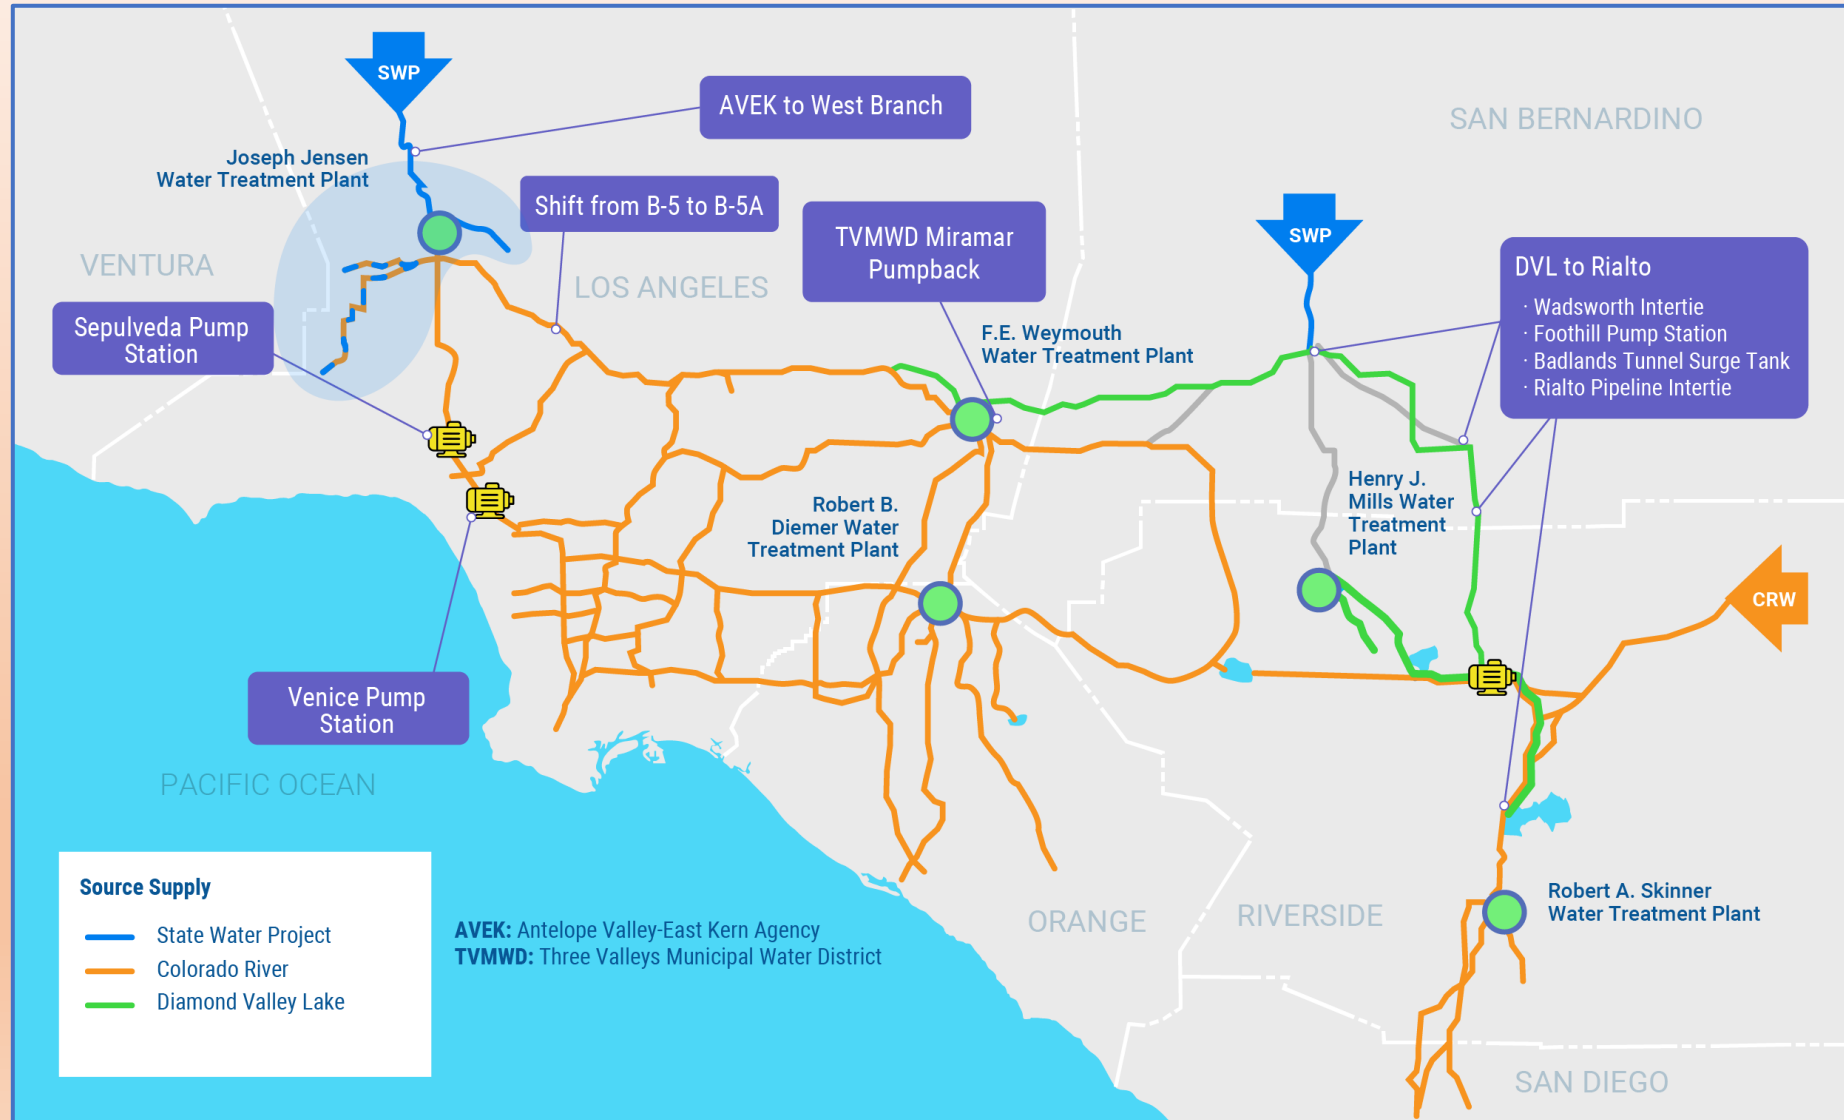 SWP
AVEK to West Branch
SAN BERNARDINO
Joseph Jensen
Water Treatment Plant
Shift from B-5 to B-5A
TVMWD Miramar
Pumpback
SWP
DVL to Rialto
· Wadsworth Intertie
· Foothill Pump Station
· Badlands Tunnel Surge Tank
· Rialto Pipeline Intertie
VENTURA
LOS ANGELES
Sepulveda Pump
Station
F.E. Weymouth
Water Treatment Plant
Robert B.
Diemer Water
Treatment Plant
Henry J.
Mills Water
Treatment
Plant
CRW
Venice Pump
Station
PACIFIC OCEAN
Source Supply
State Water Project
Colorado River
Diamond Valley Lake
AVEK: Antelope Valley-East Kern Agency
TVMWD: Three Valleys Municipal Water District
ORANGE
RIVERSIDE
Robert A. Skinner
Water Treatment Plant
SAN DIEGO